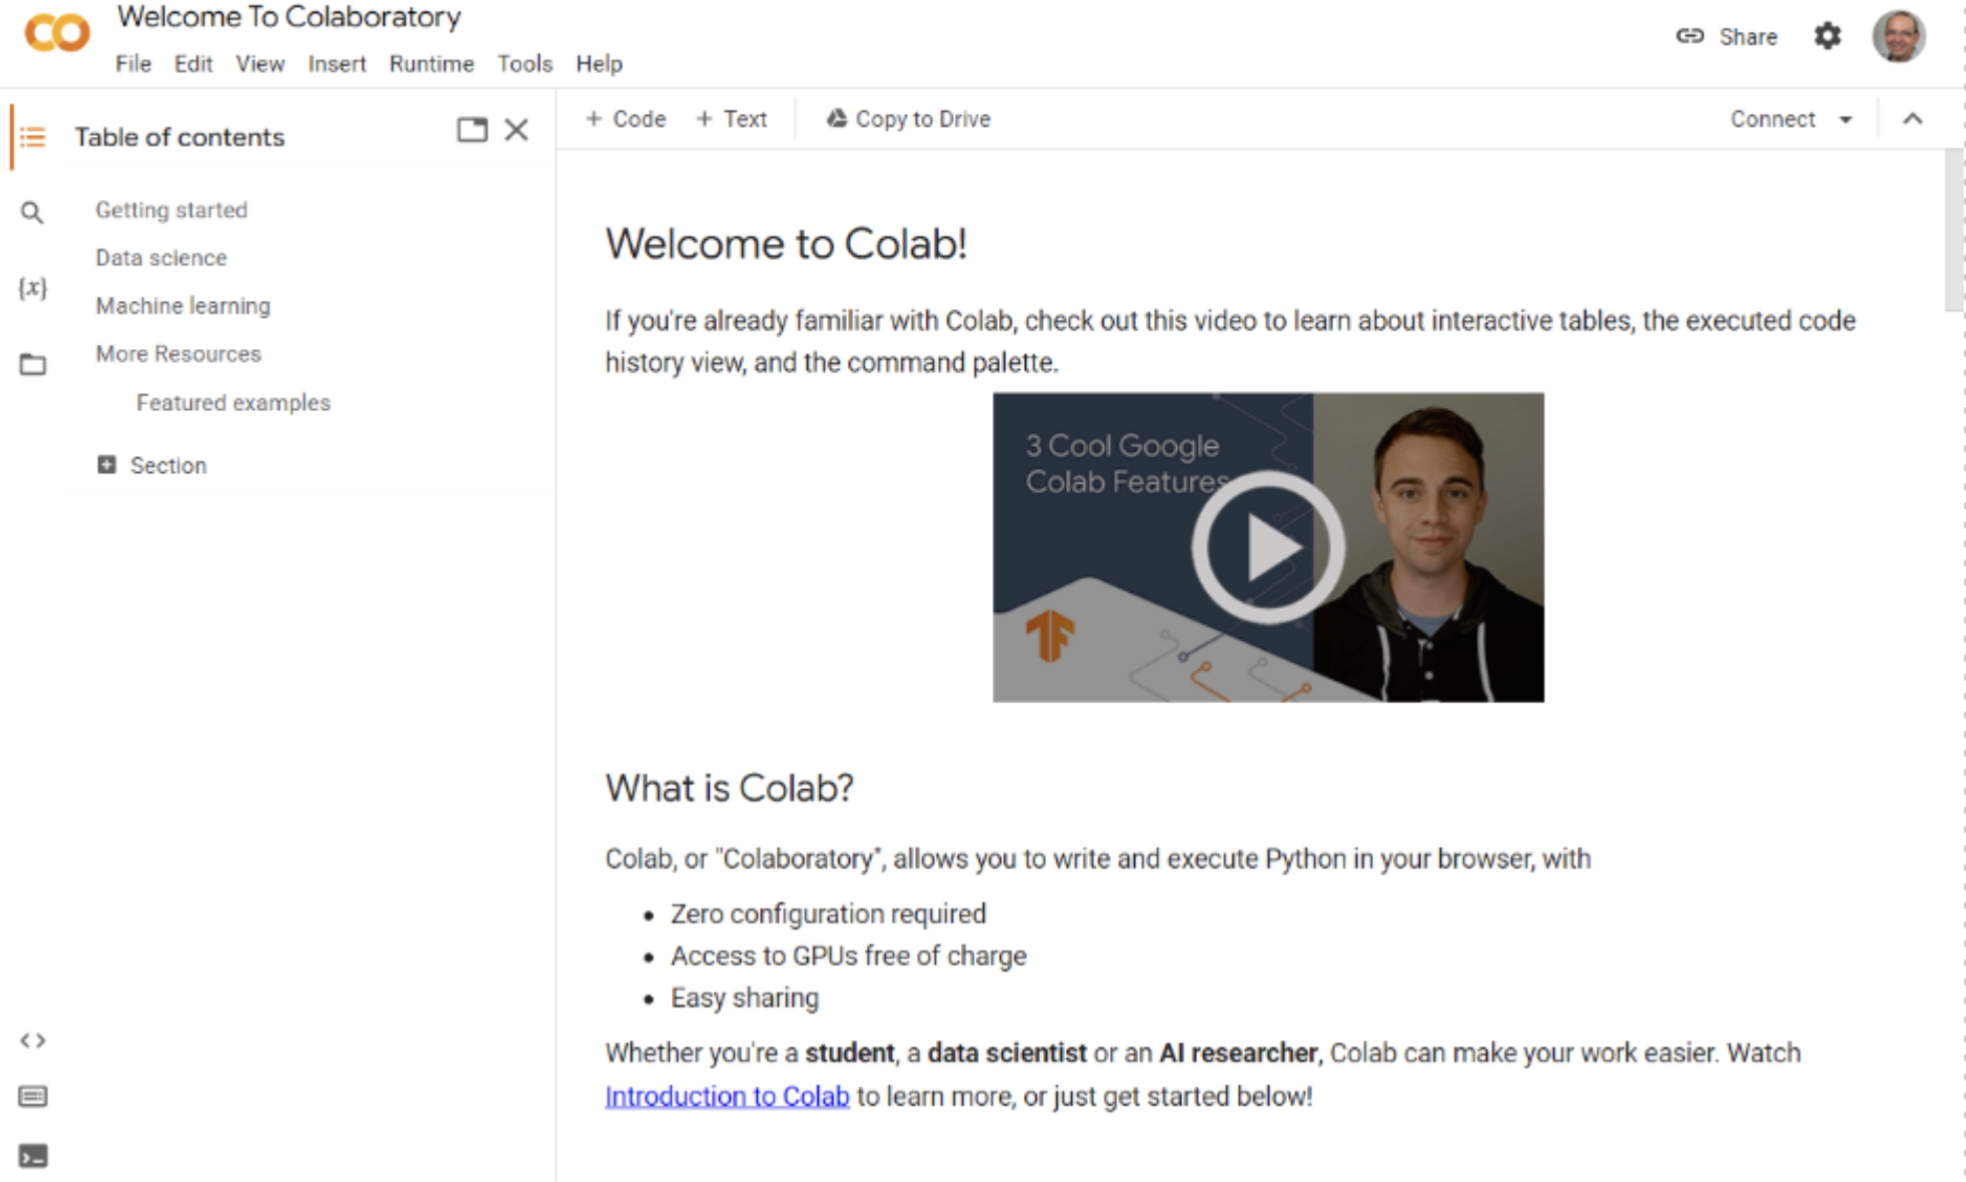 Welcome To Colaboratory
File Edit View Insert Runtime Tools Help
Share
Table of contents
Getting started
Data science
Machine learning
More Resources
Featured examples
Section
{x}
+ Code + Text Copy to Drive
Connect
Welcome to Colab!
If you're already familiar with Colab, check out this video to learn about interactive tables, the executed code
history view, and the command palette.
3 Cool Google
Colab Features
What is Colab?
Colab, or "Colaboratory", allows you to write and execute Python in your browser, with
• Zero configuration required
• Access to GPUs free of charge
• Easy sharing
Whether you're a student, a data scientist or an AI researcher, Colab can make your work easier. Watch
Introduction to Colab to learn more, or just get started below!